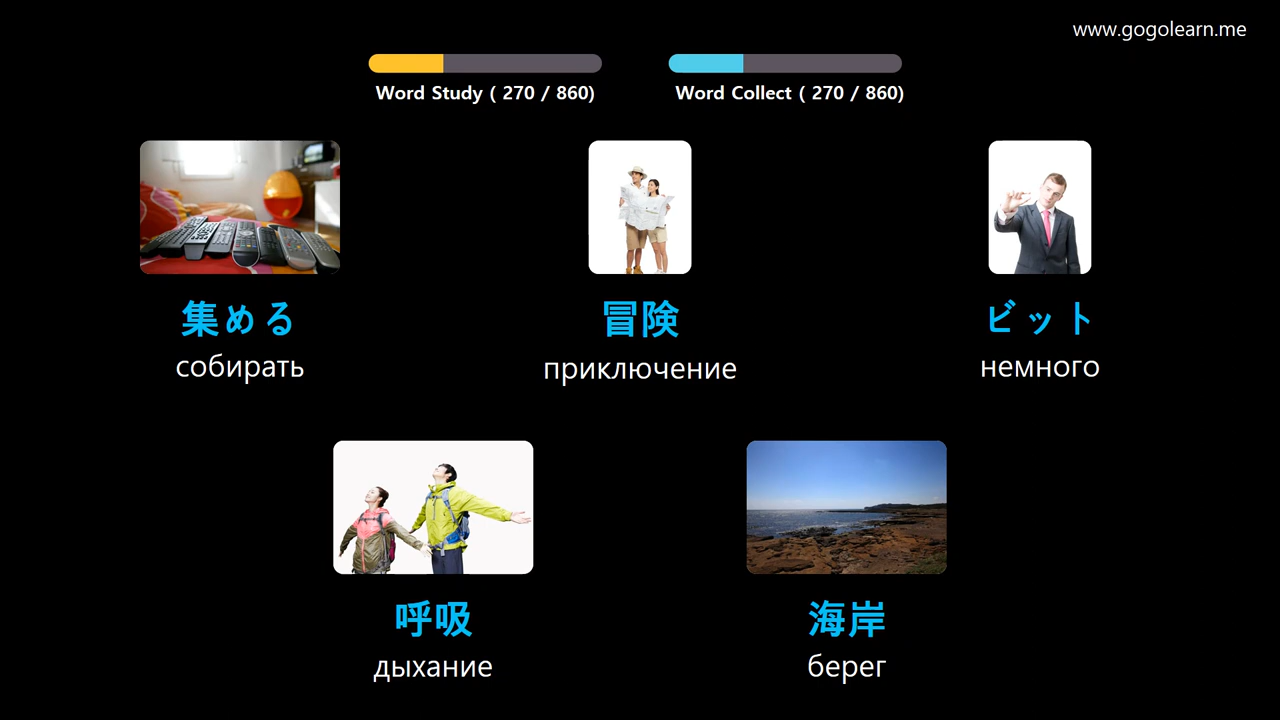 www.gogolearn.me
Word Study ( 270 / 860)
Word Collect ( 270 / 860)
集める
собирать
冒険
приключение
ビット
немного
呼吸
дыхание
海岸
берег